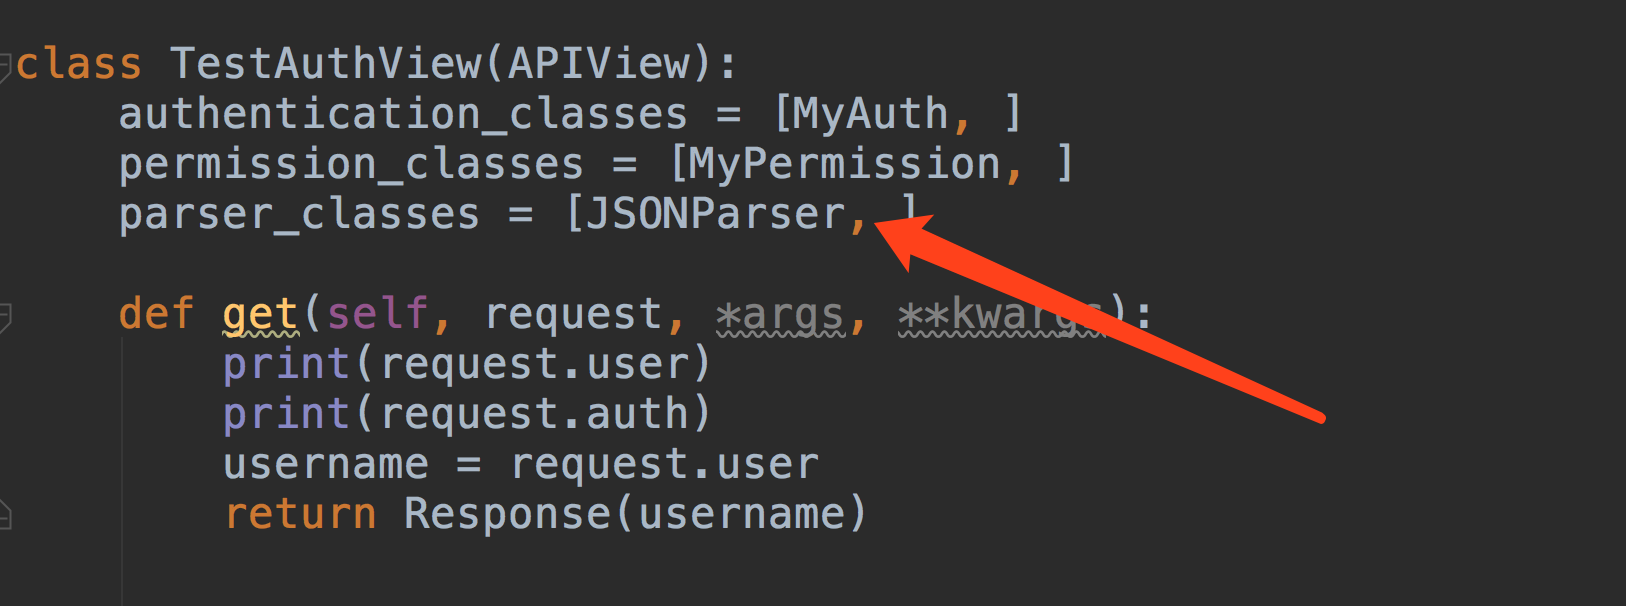 class TestAuthView(APIView):
    authentication_classes = [MyAuth, ]
    permission_classes = [MyPermission, ]
    parser_classes = [JSONParser, ]
    def get(self, request, *args, **kwargs):
        print(request.user)
        print(request.auth)
        username = request.user
        return Response(username)